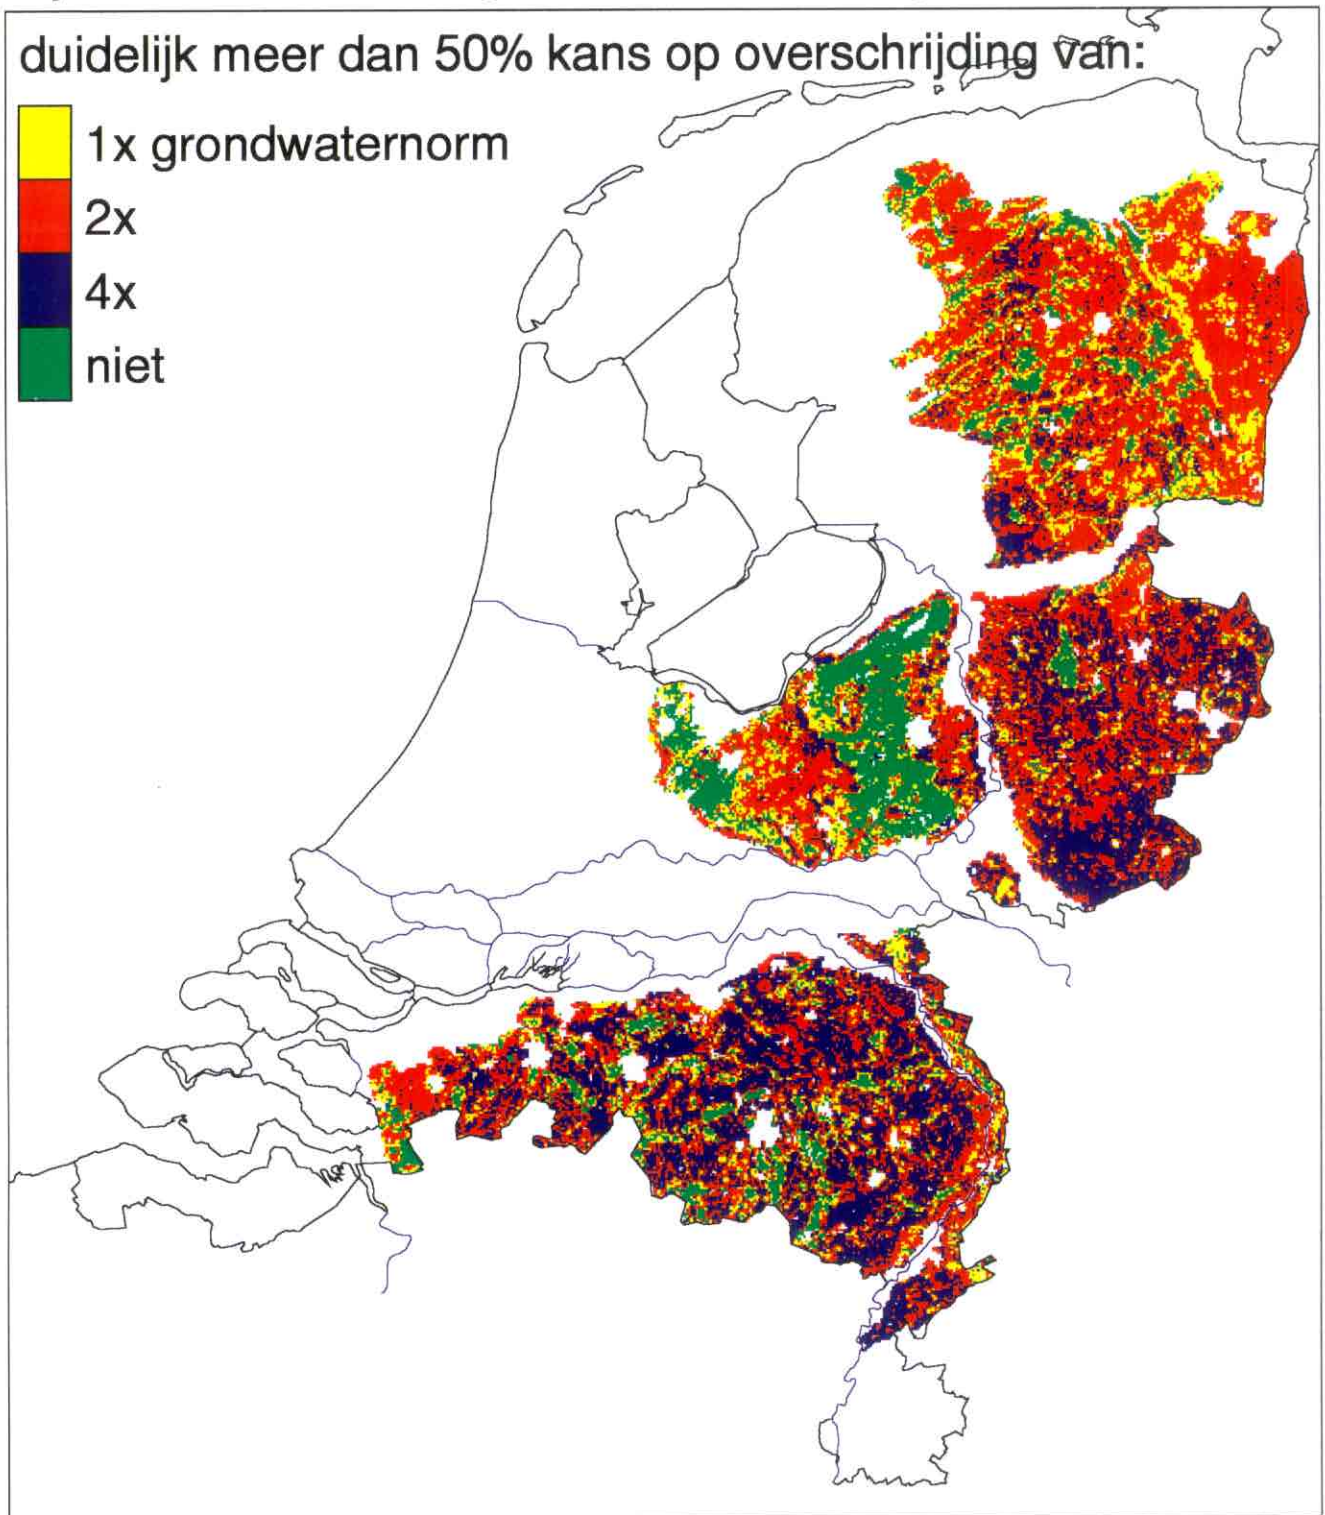 duidelijk meer dan 50% kans op overschrijding van:
1x grondwaternorm
2x
4x
niet